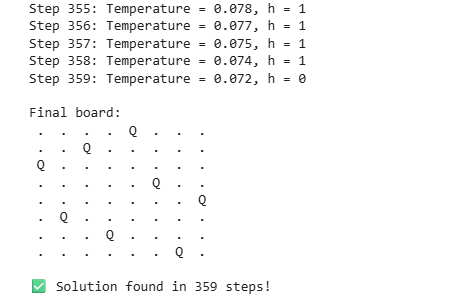 Step 355: Temperature = 0.078, h = 1
Step 356: Temperature = 0.077, h = 1
Step 357: Temperature = 0.075, h = 1
Step 358: Temperature = 0.074, h = 1
Step 359: Temperature = 0.072, h = 0

Final board:
. . . . Q . . .
. . Q . . . . .
Q . . . . . . .
. . . . . Q . .
. . . . . . . Q
. Q . . . . . .
. . . Q . . . .
. . . . . . Q .

✅ Solution found in 359 steps!